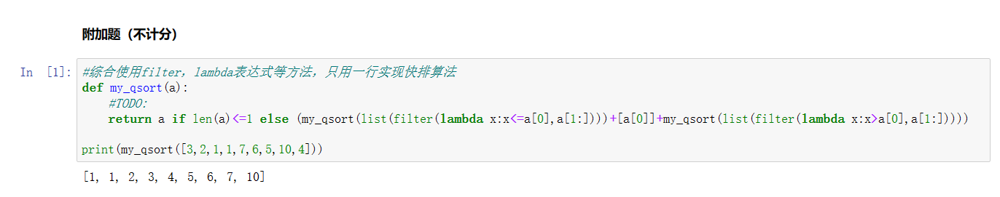 附加题（不计分）
In [1]: #综合使用filter，lambda表达式等方法，只用一行实现快排算法
def my_qsort(a):
#TODO:
return a if len(a)<=1 else (my_qsort(list(filter(lambda x:x<=a[0],a[1:])))+[a[0]]+my_qsort(list(filter(lambda x:x>a[0],a[1:]))))
print(my_qsort([3,2,1,1,7,6,5,10,4]))
[1, 1, 2, 3, 4, 5, 6, 7, 10]